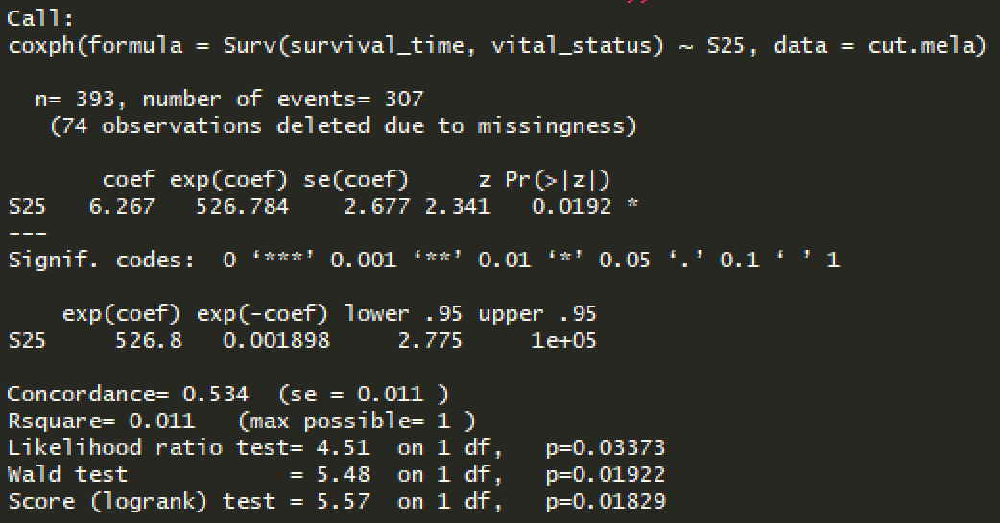 Call:
coxph(formula = Surv(survival_time, vital_status) ~ S25, data = cut.mela)
n= 393, number of events= 307
(74 observations deleted due to missingness)
coef exp(coef) se(coef) z Pr(>|z|)
S25 6.267 526.784 2.677 2.341 0.0192 *
---
Signif. codes: 0 ‘***’ 0.001 ‘**’ 0.01 ‘*’ 0.05 ‘.’ 0.1 ‘ ’ 1
exp(coef) exp(-coef) lower .95 upper .95
S25 526.8 0.001898 2.775 1e+05
Concordance= 0.534 (se = 0.011 )
Rsquare= 0.011 (max possible= 1 )
Likelihood ratio test= 4.51 on 1 df, p=0.03373
Wald test = 5.48 on 1 df, p=0.01922
Score (logrank) test = 5.57 on 1 df, p=0.01829